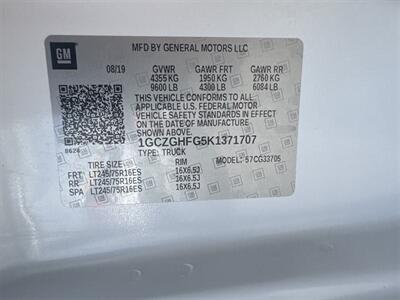 GM
MFD BY GENERAL MOTORS LLC
08/19 GVWR GAWR FRT GAWR RR
4355 KG 1950 KG 2760 KG
9600 LB 4300 LB 6084 LB
THIS VEHICLE CONFORMS TO ALL
APPLICABLE U.S. FEDERAL MOTOR
VEHICLE SAFETY STANDARDS IN
EFFECT ON THE DATE OF
MANUFACTURE SHOWN ABOVE.
1GCZGHFG5K1371707
TYPE: TRUCK MODEL: 57CG33705
TIRE SIZE RIM
FRT LT245/75R16ES 16X6.5J
RR LT245/75R16ES 16X6.5J
SPA LT245/75R16ES 16X6.5J